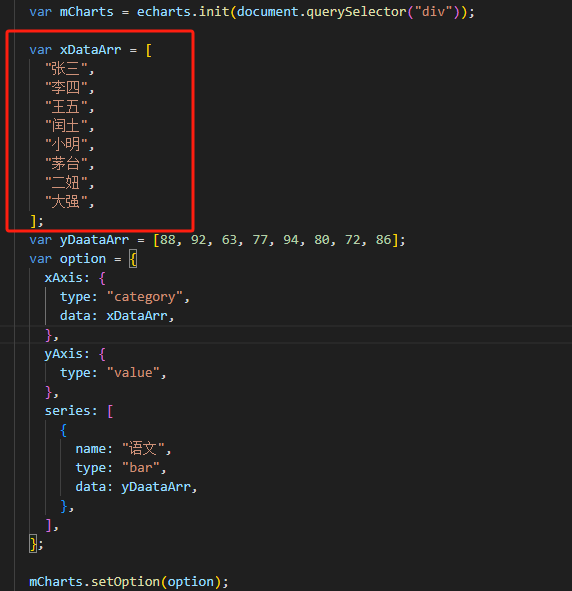 var mCharts = echarts.init(document.querySelector("div"));
var xDataArr = [
"张三",
"李四",
"王五",
"闰土",
"小明",
"茅台",
"二妞",
"大强",
];
var yDaataArr = [88, 92, 63, 77, 94, 80, 72, 86];
var option = {
xAxis: {
type: "category",
data: xDataArr,
},
yAxis: {
type: "value",
},
series: [
{
name: "语文",
type: "bar",
data: yDaataArr,
},
],
};
mCharts.setOption(option);